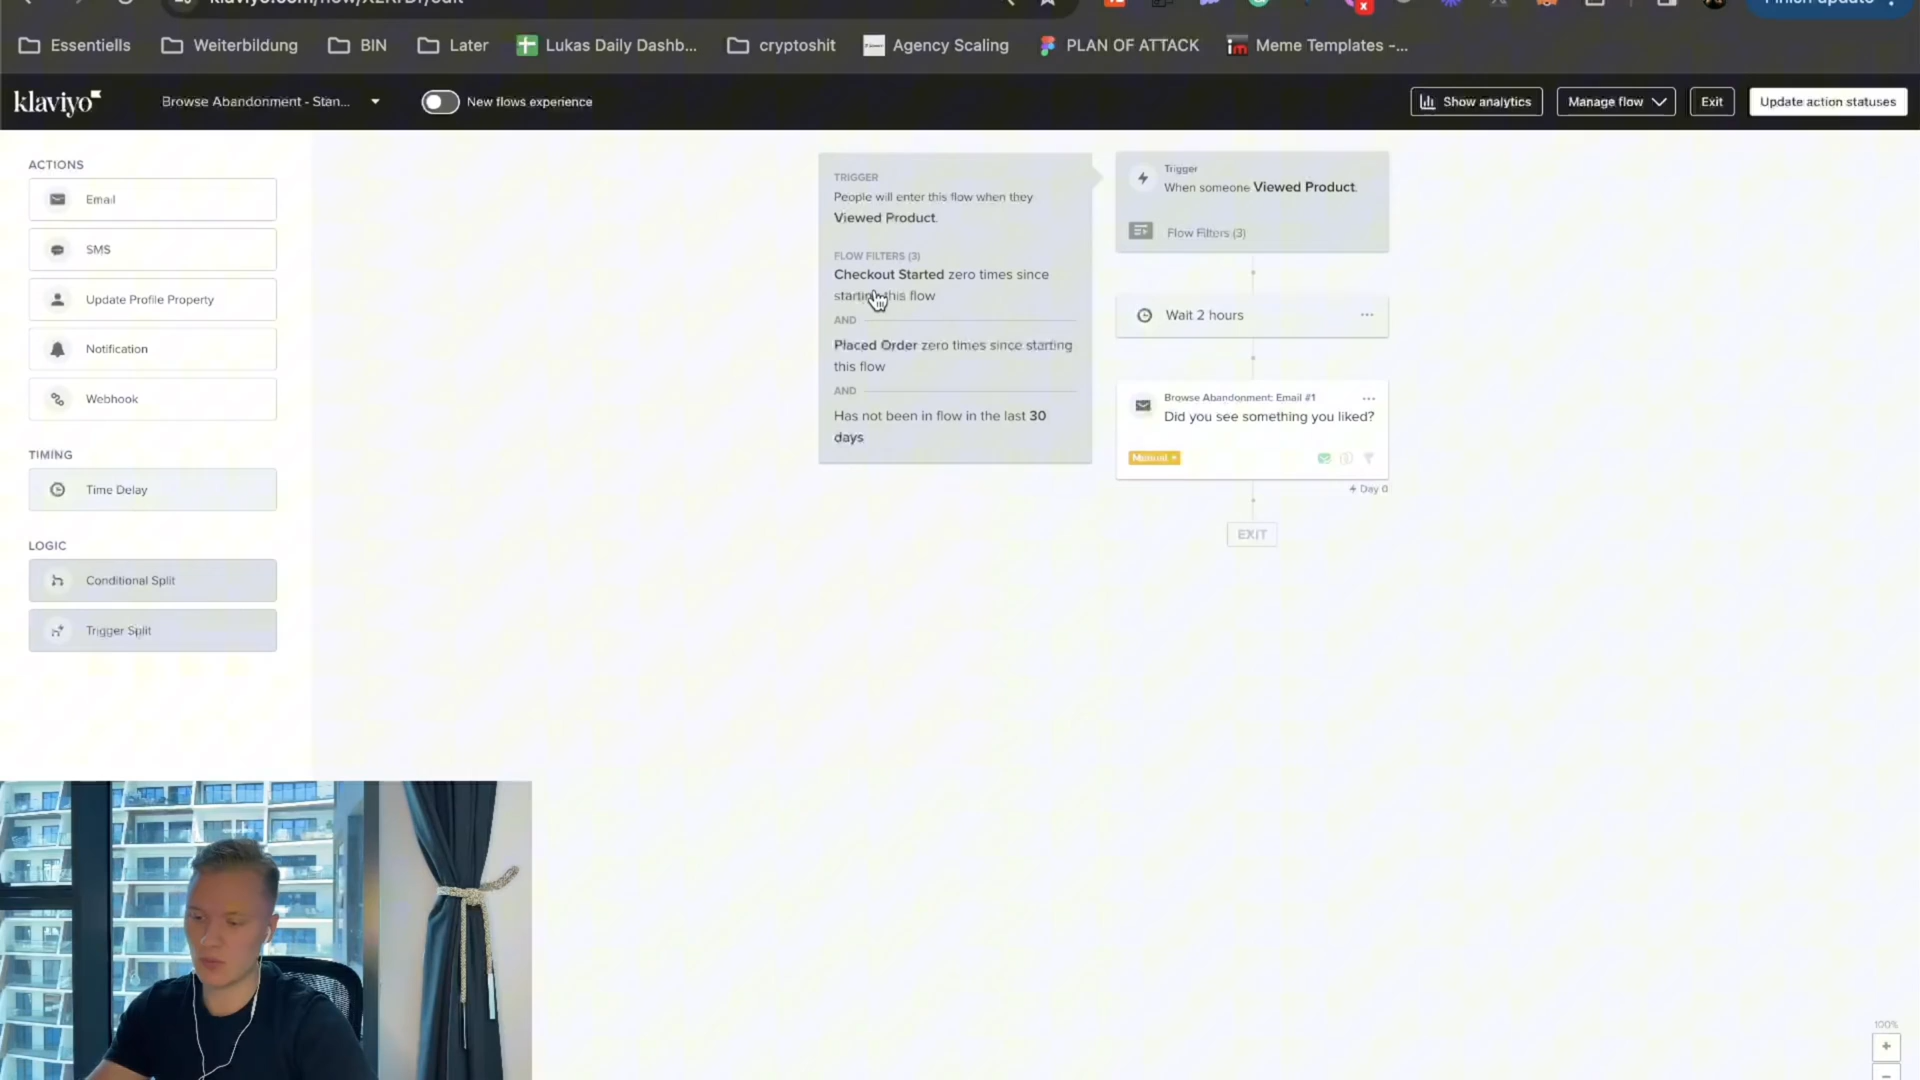 Essentiells
Weiterbildung
BIN
Later
Lukas Daily Dashb...
cryptoshit
Agency Scaling
PLAN OF ATTACK
Meme Templates -...
klaviyo
Browse Abandonment - Stan...
New flows experience
Show analytics
Manage flow
Exit
Update action statuses
ACTIONS
Email
SMS
Update Profile Property
Notification
Webhook
TIMING
Time Delay
LOGIC
Conditional Split
Trigger Split
TRIGGER
People will enter this flow when they
Viewed Product.
FLOW FILTERS (3)
Checkout Started zero times since
starting this flow
AND
Placed Order zero times since starting
this flow
AND
Has not been in flow in the last 30
days
Trigger
When someone Viewed Product.
Flow Filters (3)
Wait 2 hours
Browse Abandonment: Email #1
Did you see something you liked?
Manual
Day 0
EXIT
100%